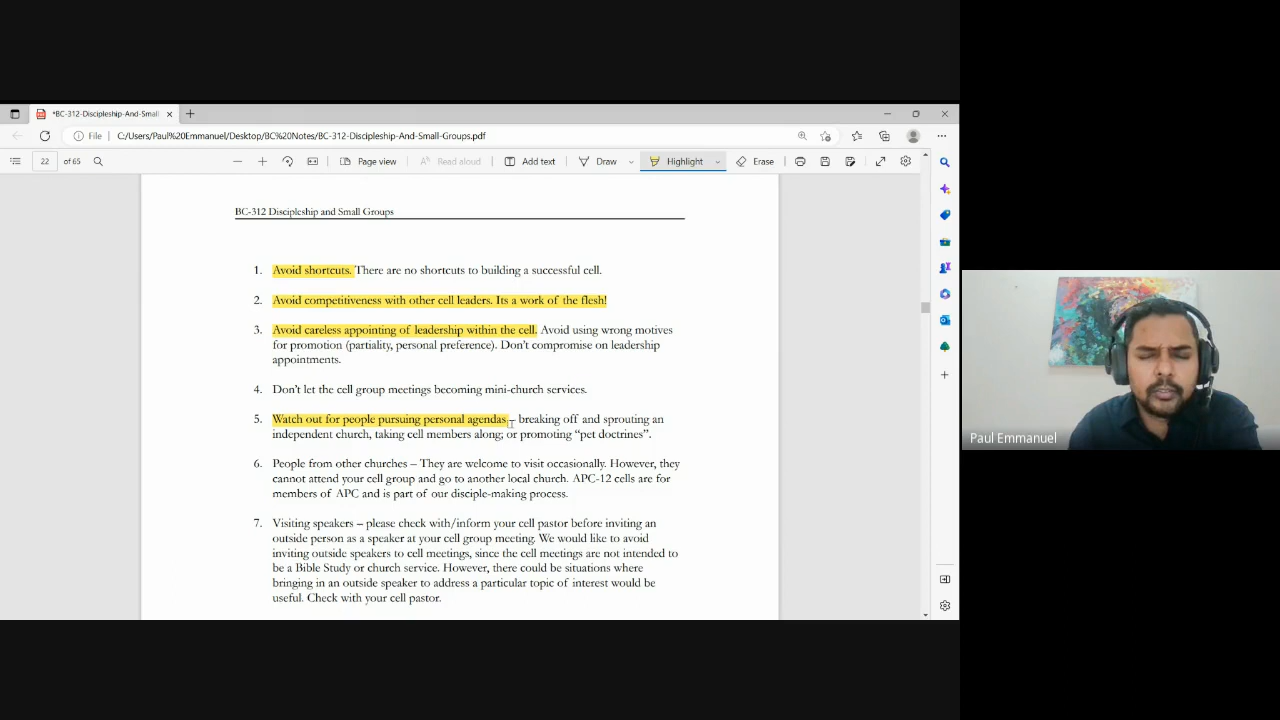 *BC-312-Discipleship-And-Small
File
C:/Users/Paul%20Emmanuel/Desktop/BC%20Notes/BC-312-Discipleship-And-Small-Groups.pdf
22 of 65
Page view
Read aloud
Add text
Draw
Highlight
Erase
BC-312 Discipleship and Small Groups
1. Avoid shortcuts. There are no shortcuts to building a successful cell.
2. Avoid competitiveness with other cell leaders. Its a work of the flesh!
3. Avoid careless appointing of leadership within the cell. Avoid using wrong motives
for promotion (partiality, personal preference). Don't compromise on leadership
appointments.
4. Don't let the cell group meetings becoming mini-church services.
5. Watch out for people pursuing personal agendas – breaking off and sprouting an
independent church, taking cell members along; or promoting “pet doctrines”.
6. People from other churches – They are welcome to visit occasionally. However, they
cannot attend your cell group and go to another local church. APC-12 cells are for
members of APC and is part of our disciple-making process.
7. Visiting speakers – please check with/inform your cell pastor before inviting an
outside person as a speaker at your cell group meeting. We would like to avoid
inviting outside speakers to cell meetings, since the cell meetings are not intended to
be a Bible Study or church service. However, there could be situations where
bringing in an outside speaker to address a particular topic of interest would be
useful. Check with your cell pastor.
Paul Emmanuel